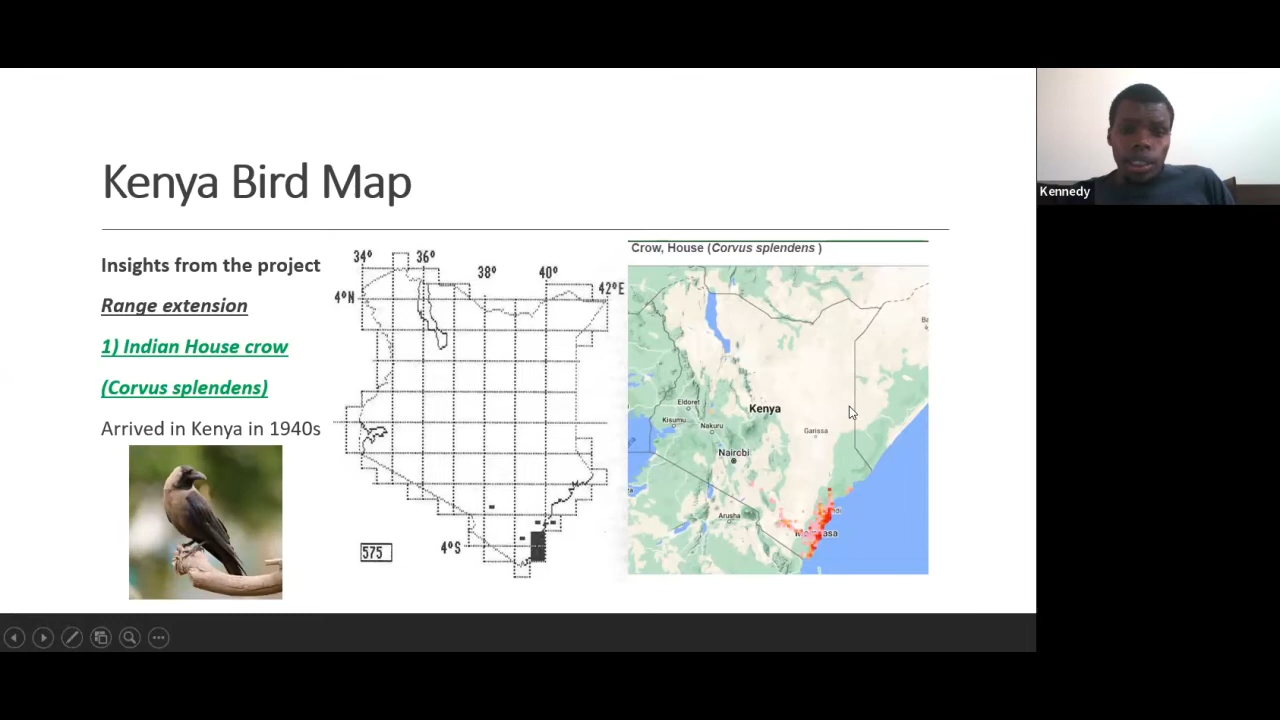 Kenya Bird Map
Insights from the project
Range extension
1) Indian House crow
(Corvus splendens)
Arrived in Kenya in 1940s
34°
36°
38°
40°
42°E
4°N
4°S
575
Crow, House (Corvus splendens )
Eldoret
Kisumu
Nakuru
Kenya
Garissa
Nairobi
Arusha
Kennedy